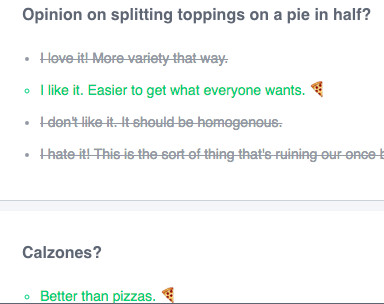 Opinion on splitting toppings on a pie in half?
I love it! More variety that way.
I like it. Easier to get what everyone wants. 🍕
I don't like it. It should be homogenous.
I hate it! This is the sort of thing that's ruining our once
Calzones?
Better than pizzas. 🍕